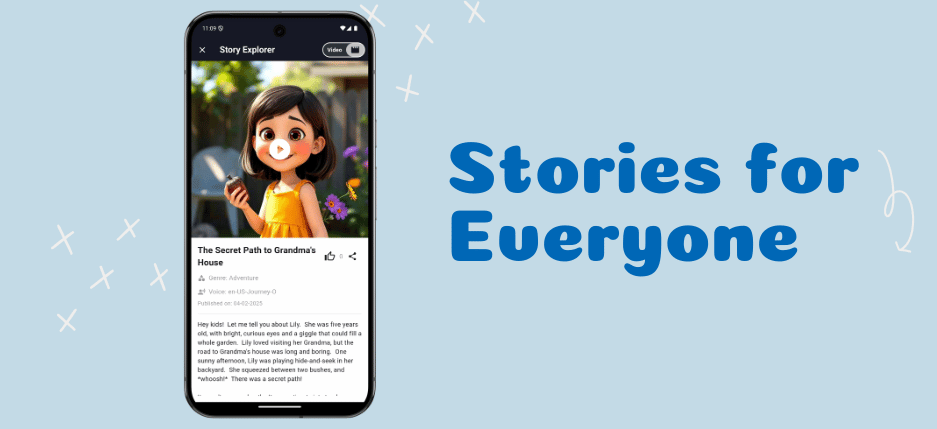 11:09
Story Explorer
Video
The Secret Path to Grandma's
House
0
Genre: Adventure
Voice: en-US-Journey-O
Published on: 04-02-2025
Hey kids! Let me tell you about Lily. She was five years
old, with bright, curious eyes and a giggle that could fill a
whole garden. Lily loved visiting her Grandma, but the
road to Grandma's house was long and boring. One
sunny afternoon, Lily was playing hide-and-seek in her
backyard. She squeezed between two bushes, and
*whoosh!* There was a secret path!
Stories for
Everyone